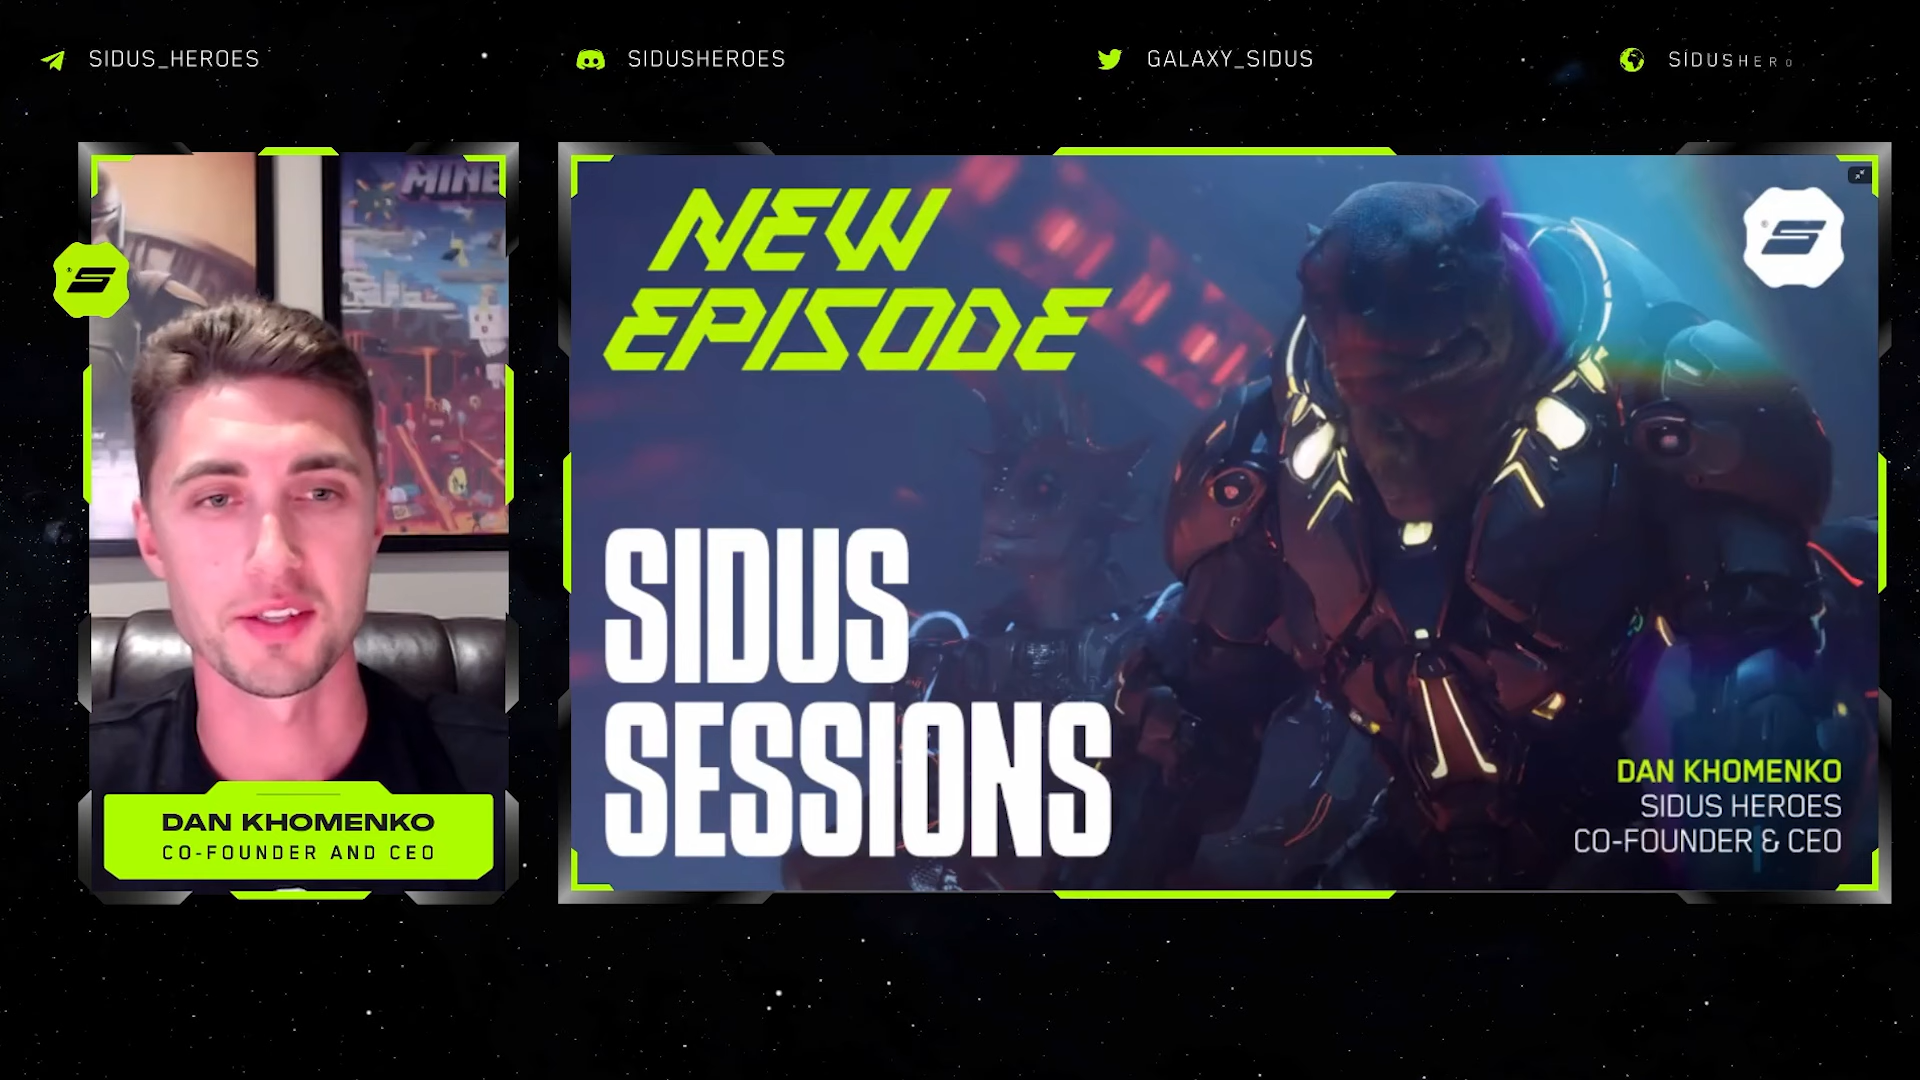 SIDUS_HEROES
SIDUSHEROES
GALAXY_SIDUS
SIDUSHERO
MINE
DAN KHOMENKO
CO-FOUNDER AND CEO
NEW
EPISODE
SIDUS
SESSIONS
DAN KHOMENKO
SIDUS HEROES
CO-FOUNDER & CEO